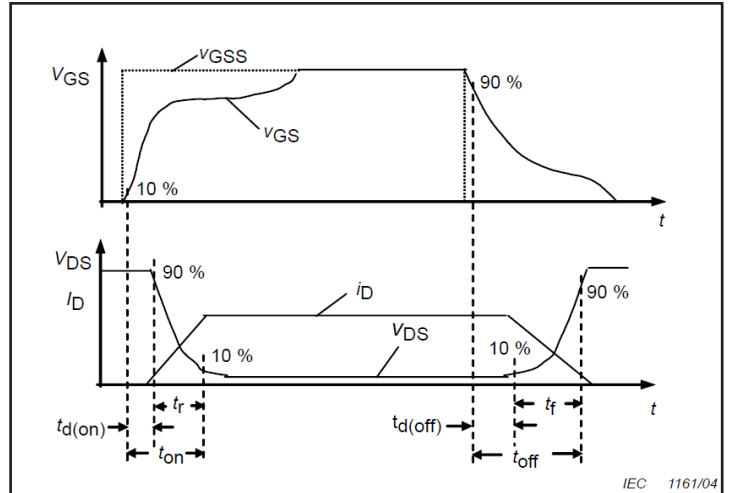 vGSS
VGS
90 %
vGS
10 %
t
VDS
90 %
ID
iD
90 %
VDS
10 %
10 %
tr
tf
t
td(on)
td(off)
ton
toff
IEC 1161/04